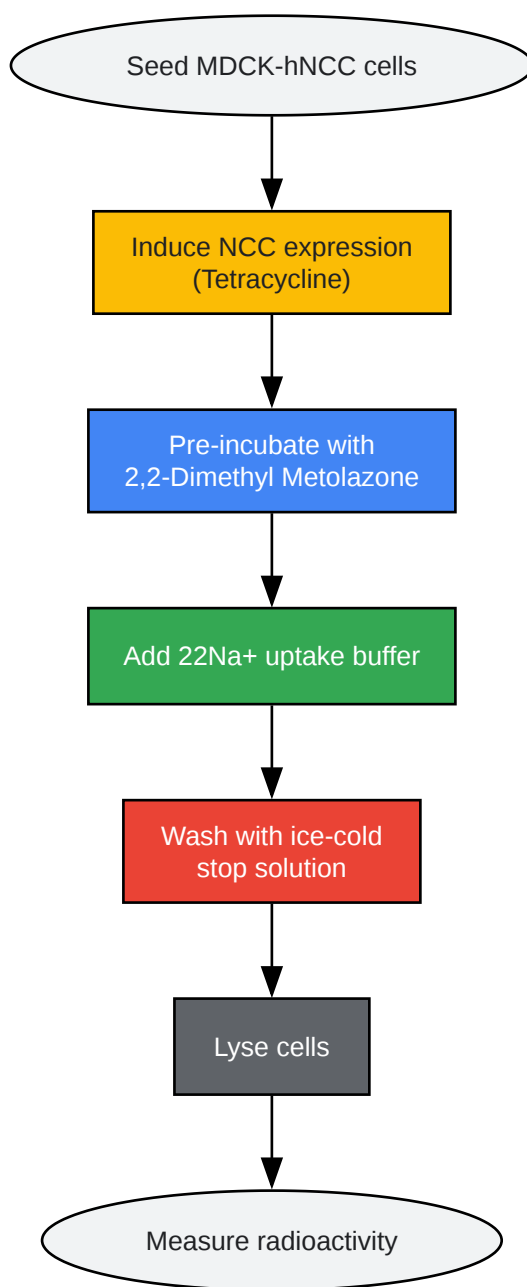 Seed MDCK-hNCC cells
Induce NCC expression
(Tetracycline)
Pre-incubate with
2,2-Dimethyl Metolazone
Add 22Na+ uptake buffer
Wash with ice-cold
stop solution
Lyse cells
Measure radioactivity